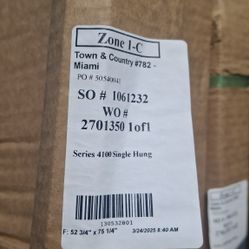 Zone 1-C
Town & Country #782 -
Miami
PO # 50540041
SO # 1061232
WO #
2701350 1of1
Series 4100 Single Hung
130532801
F: 52 3/4" x 75 1/4"
3/24/2025 8:40 AM